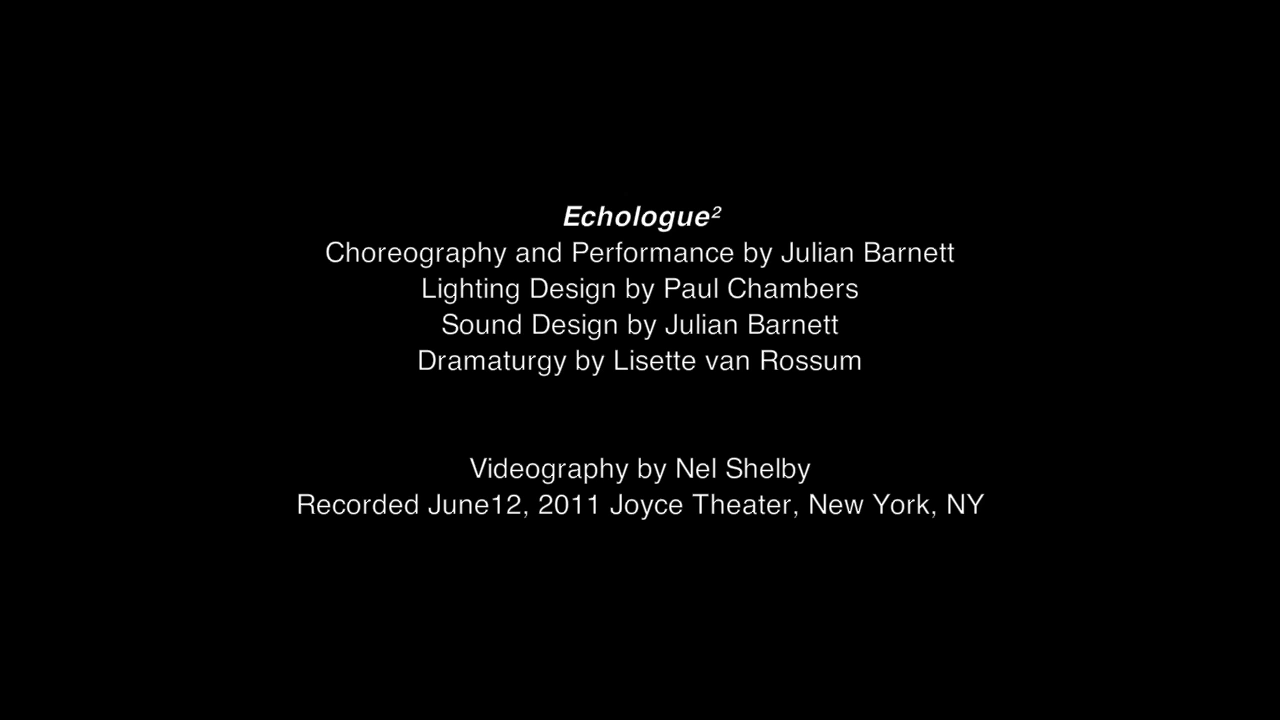 Echologue²
Choreography and Performance by Julian Barnett
Lighting Design by Paul Chambers
Sound Design by Julian Barnett
Dramaturgy by Lisette van Rossum
Videography by Nel Shelby
Recorded June12, 2011 Joyce Theater, New York, NY